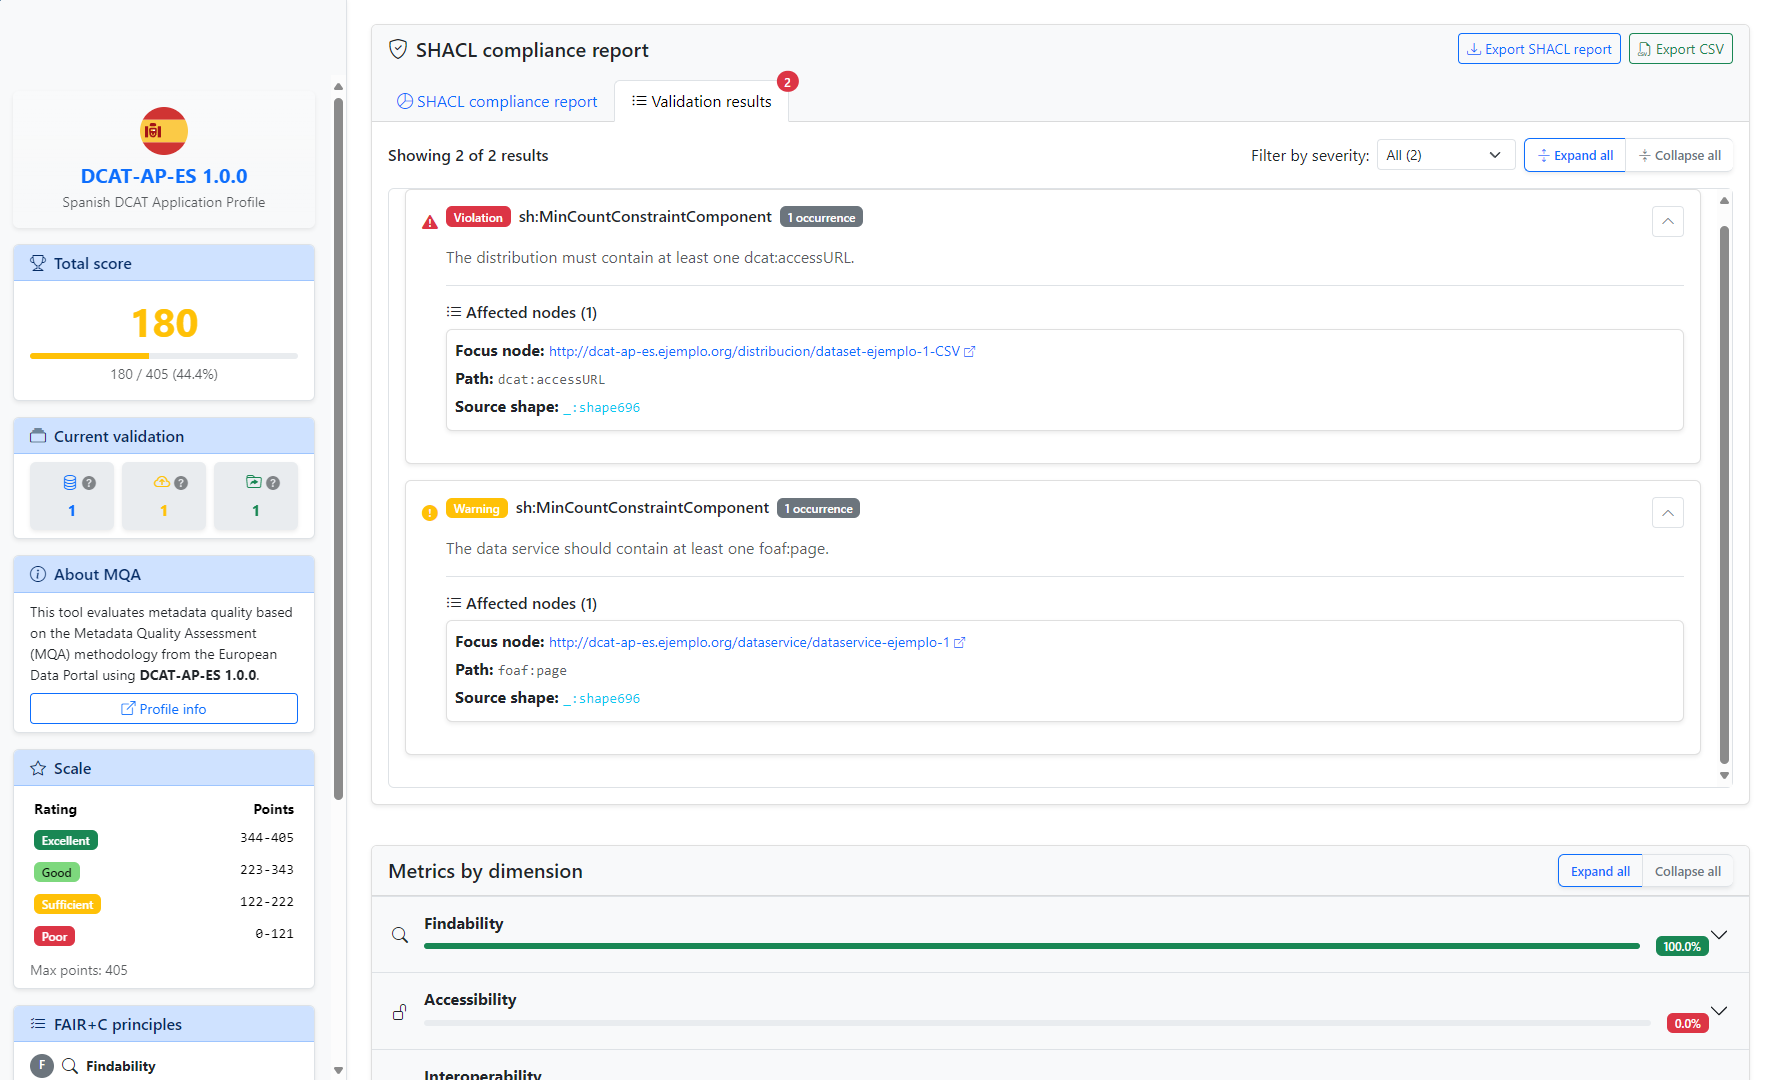 DCAT-AP-ES 1.0.0
Spanish DCAT Application Profile
Total score
180
180 / 405 (44.4%)
Current validation
?
?
?
1
1
1
About MQA
This tool evaluates metadata quality based
on the Metadata Quality Assessment
(MQA) methodology from the European
Data Portal using DCAT-AP-ES 1.0.0.
Profile info
Scale
Rating Points
Excellent 344-405
Good 223-343
Sufficient 122-222
Poor 0-121
Max points: 405
FAIR+C principles
F Findability
SHACL compliance report
Export SHACL report
Export CSV
SHACL compliance report
Validation results
2
Showing 2 of 2 results
Filter by severity:
All (2)
Expand all
Collapse all
Violation sh:MinCountConstraintComponent 1 occurrence
The distribution must contain at least one dcat:accessURL.
Affected nodes (1)
Focus node: http://dcat-ap-es.ejemplo.org/distribucion/dataset-ejemplo-1-CSV
Path: dcat:accessURL
Source shape: _:shape696
Warning sh:MinCountConstraintComponent 1 occurrence
The data service should contain at least one foaf:page.
Affected nodes (1)
Focus node: http://dcat-ap-es.ejemplo.org/dataservice/dataservice-ejemplo-1
Path: foaf:page
Source shape: _:shape696
Metrics by dimension
Expand all
Collapse all
Findability
100.0%
Accessibility
0.0%
Interoperability